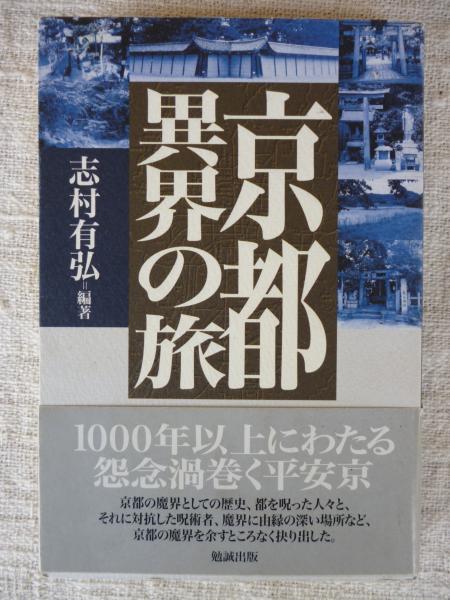 京都
異界の旅
志村有弘=編著
1000年以上にわたる
怨念渦巻く平安京
京都の魔界としての歴史、都を呪った人々と、
それに対抗した呪術者、魔界に由縁の深い場所など、
京都の魔界を余すところなく抉り出した。
勉誠出版